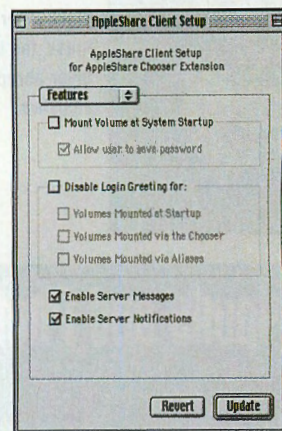 AppleShare Client Setup
AppleShare Client Setup
for AppleShare Chooser Extension
Features
Mount Volume at System Startup
Allow user to save password
Disable Login Greeting for:
Volumes Mounted at Startup
Volumes Mounted via the Chooser
Volumes Mounted via Aliases
Enable Server Messages
Enable Server Notifications
Revert
Update